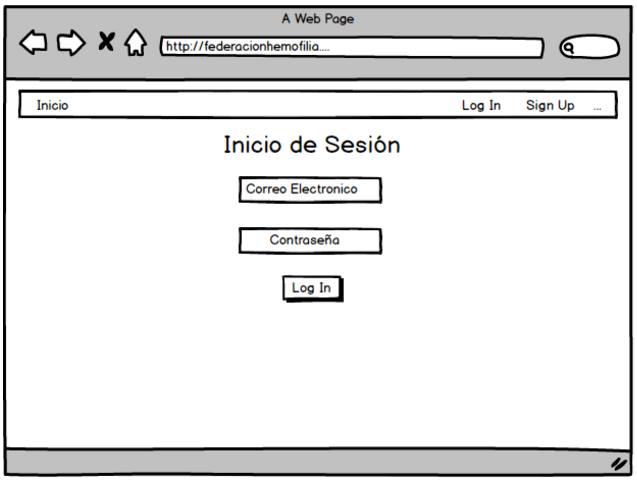 A Web Page
http://federacionhemofilia....
Inicio Log In Sign Up ...
Inicio de Sesión
Correo Electronico
Contraseña
Log In